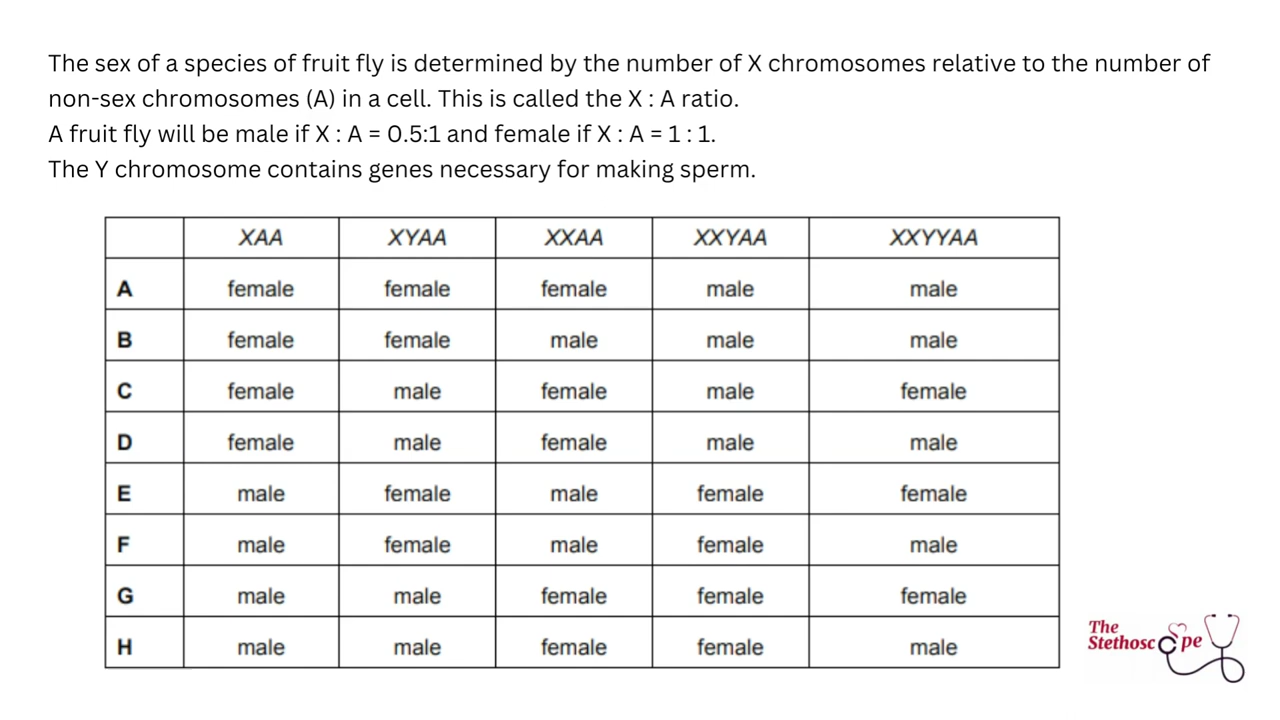 The sex of a species of fruit fly is determined by the number of X chromosomes relative to the number of
non-sex chromosomes (A) in a cell. This is called the X : A ratio.
A fruit fly will be male if X : A = 0.5:1 and female if X : A = 1 : 1.
The Y chromosome contains genes necessary for making sperm.
XAA XYAA XXAA XXYAA XXYYAA
A female female female male male
B female female male male male
C female male female male female
D female male female male male
E male female male female female
F male female male female male
G male male female female female
H male male female female male
The
Stethoscope